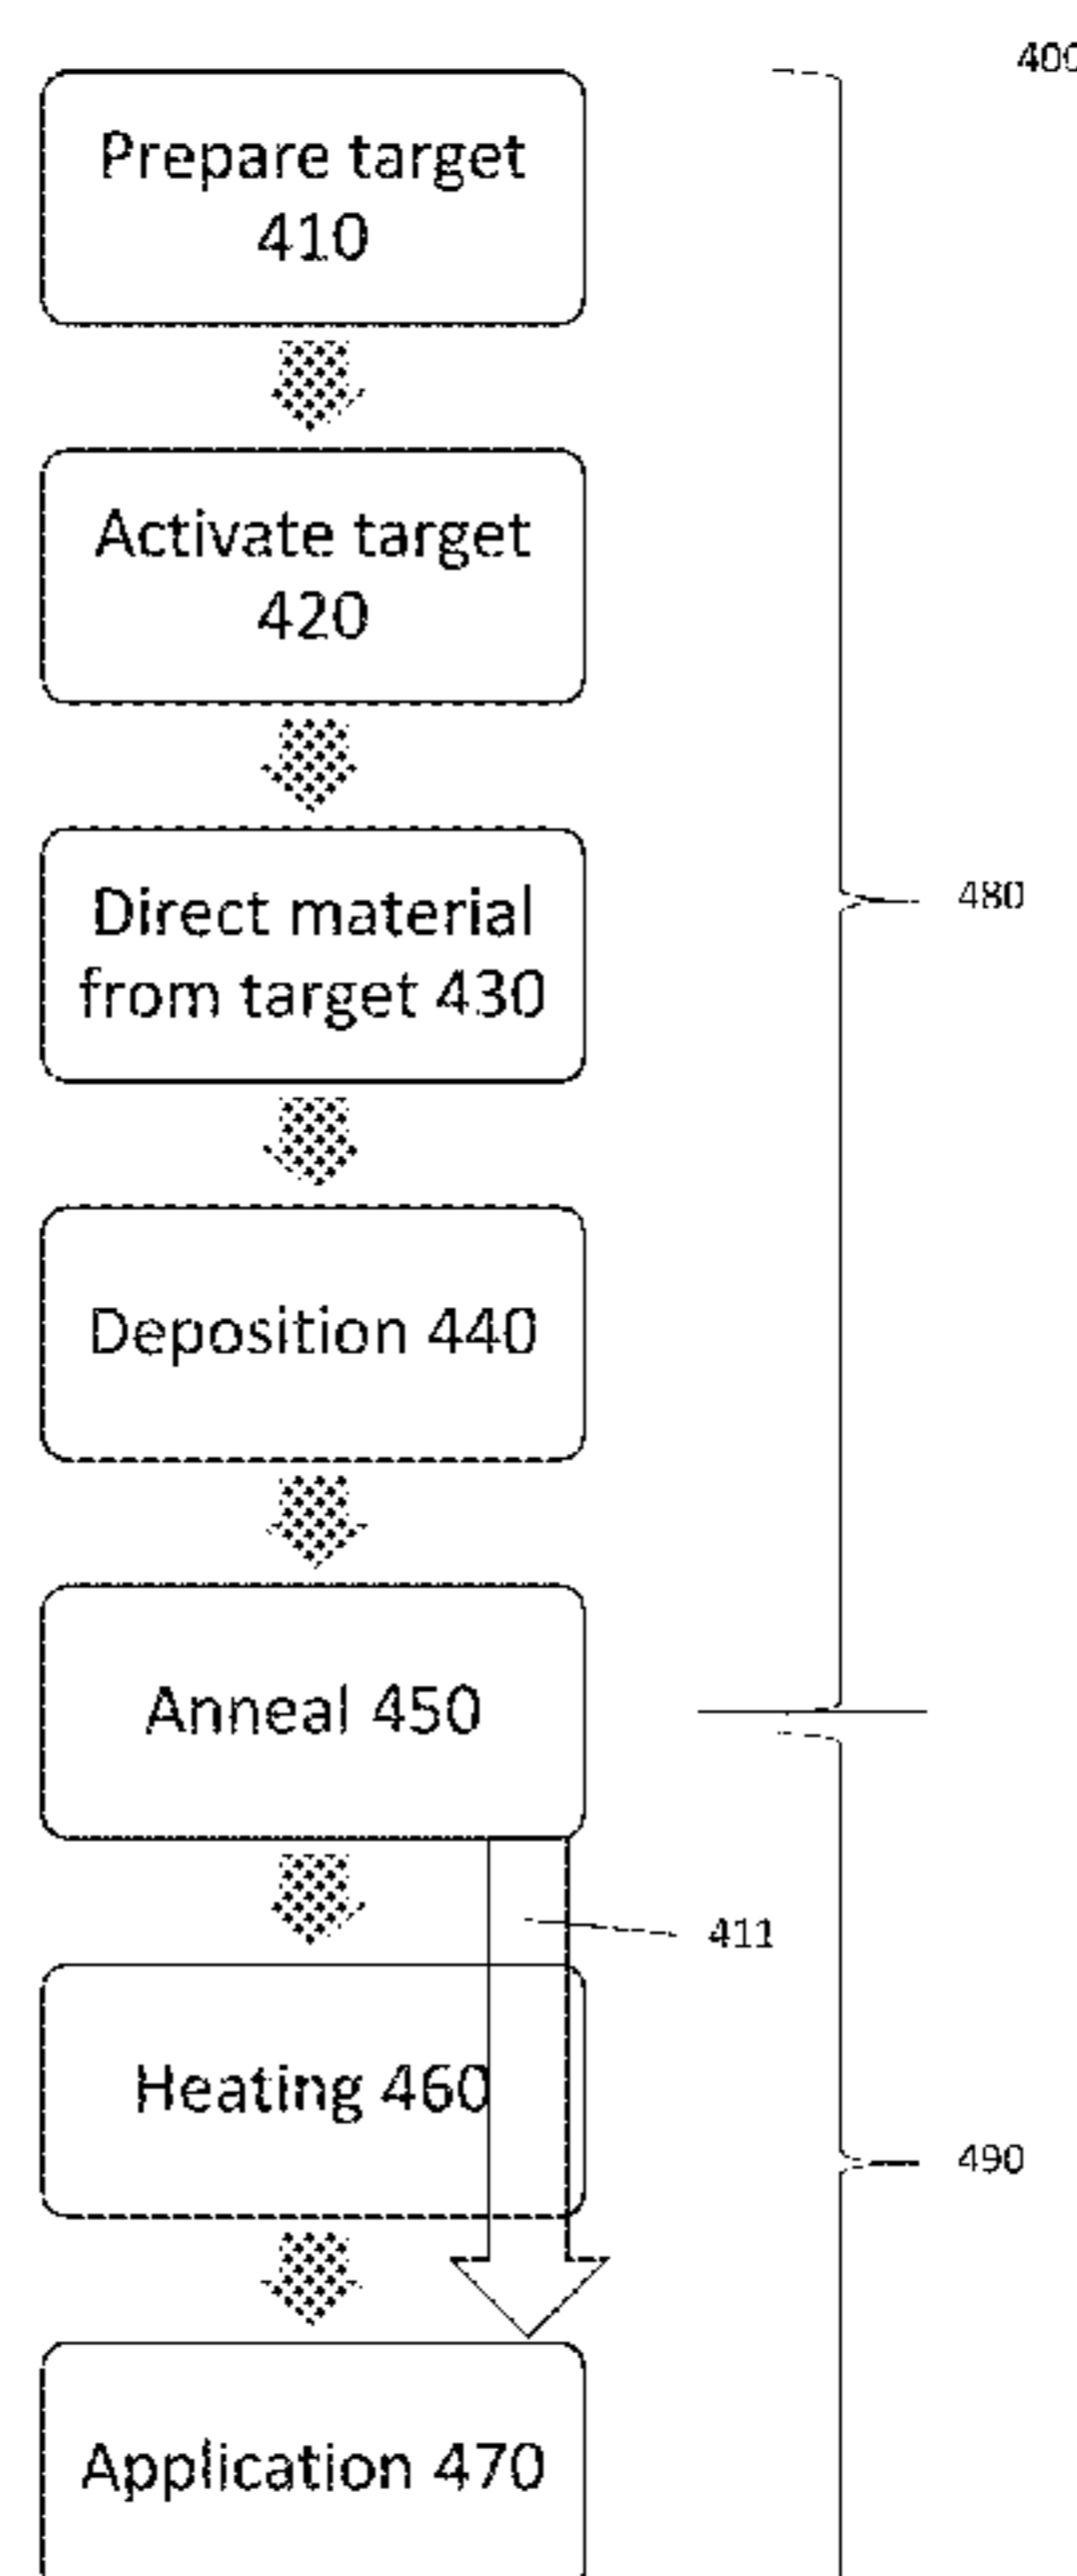 400
Prepare target
410
Activate target
420
Direct material
from target 430
480
Deposition 440
Anneal 450
411
Heating 460
490
Application 470